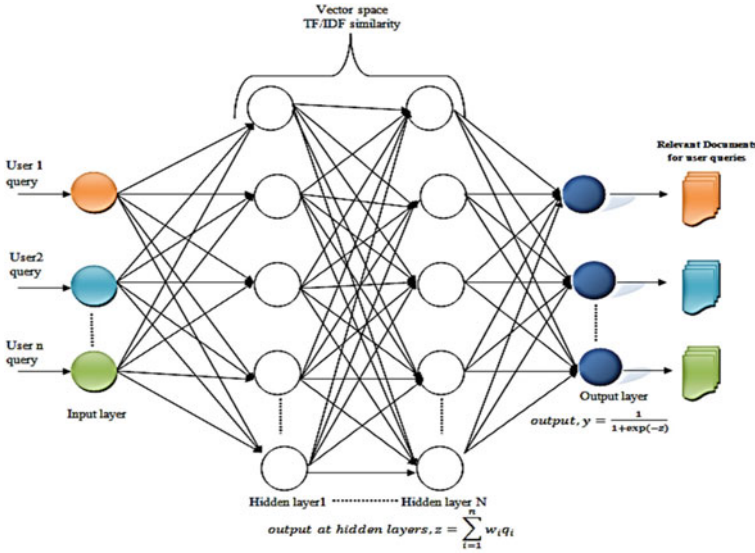 Vector space
TF/IDF similarity
Relevant Documents
for user queries
User 1
query
User2
query
User n
query
Input layer
Output layer
output, y = 1 / 1+exp(-z)
Hidden layer1 Hidden layer N
output at hidden layers, z = ∑ i=1 n w_i q_i